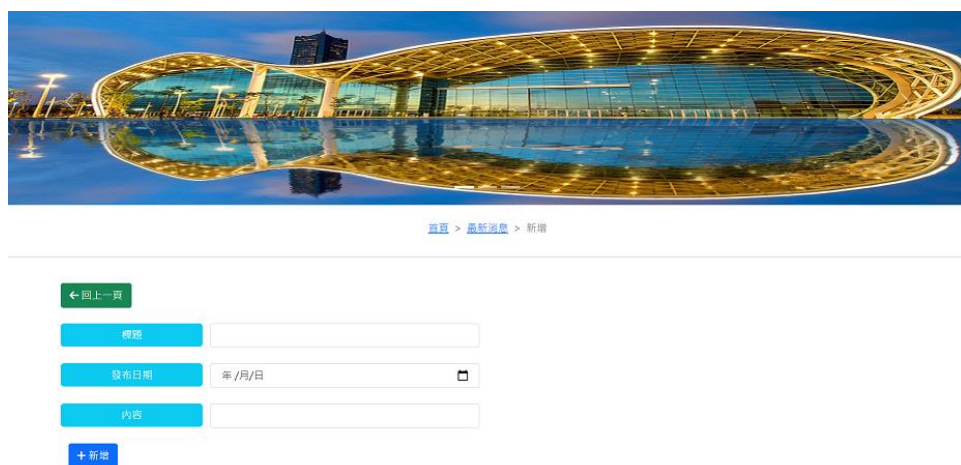 首頁 > 最新消息 > 新增
←回上一頁
標題
發布日期 年/月/日
內容
+新增